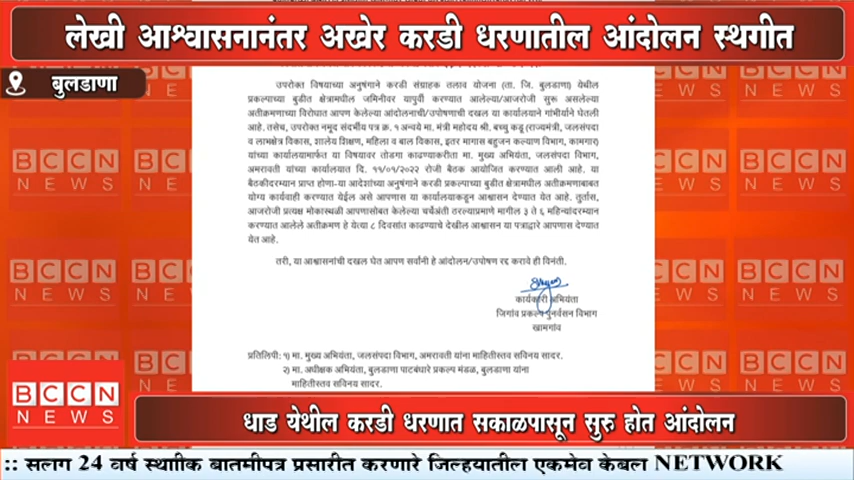 लेखी आश्वासनानंतर अखेर करडी धरणातील आंदोलन स्थगीत
बुलडाणा
उपरोक्त विषयाच्या अनुषंगाने करडी संग्राहक तलाव योजना (ता. जि. बुलडाणा) येथील
प्रकल्पाच्या बुडीत क्षेत्रामधील जमिनीवर यापुर्वी करण्यात आलेल्या/आजरोजी सुरू असलेल्या
अतीक्रमणाच्या विरोधात आपण केलेल्या आंदोलनाची/उपोषणाची दखल या कार्यालयाने गांभीर्याने घेतली
आहे. तसेच, उपरोक्त नमूद संदर्भीय पत्र क्र. १ अन्वये मा. मंत्री महोदय श्री. बच्चु कडू (राज्यमंत्री, जलसंपदा
व लाभक्षेत्र विकास, शालेय शिक्षण, महिला व बाल विकास, इतर मागास बहुजन कल्याण विभाग, कामगार)
यांच्या कार्यालयामार्फत या विषयावर तोडगा काढण्याकरीता मा. मुख्य अभियंता, जलसंपदा विभाग,
अमरावती यांच्या कार्यालयात दि. ११/०१/२०२२ रोजी बैठक आयोजित करण्यात आली आहे. या
बैठकीदरम्यान प्राप्त होणा-या आदेशांच्या अनुषंगाने करडी प्रकल्पाच्या बुडीत क्षेत्रामधील अतीक्रमणाबाबत
योग्य कार्यवाही करण्यात येईल असे आपणास या कार्यालयाकडून आश्वासन देण्यात येत आहे. तुर्तास,
आजरोजी प्रत्यक्ष मोकास्थळी आपणासोबत केलेल्या चर्चेअंती ठरल्याप्रमाणे मागील ३ ते ६ महिन्यांदरम्यान
करण्यात आलेले अतीक्रमण हे येत्या ८ दिवसांत काढण्याचे देखील आश्वासन या पत्राद्वारे आपणास देण्यात
येत आहे.
तरी, या आश्वासनांची दखल घेत आपण सर्वांनी हे आंदोलन/उपोषण रद्द करावे ही विनंती.
कार्यकारी अभियंता
जिगांव प्रकल्प पुनर्वसन विभाग
खामगांव
प्रतिलिपी: १) मा. मुख्य अभियंता, जलसंपदा विभाग, अमरावती यांना माहितीस्तव सविनय सादर.
२) मा. अधीक्षक अभियंता, बुलडाणा पाटबंधारे प्रकल्प मंडळ, बुलडाणा यांना
माहितीस्तव सविनय सादर.
BCCN
NEWS
धाड येथील करडी धरणात सकाळपासून सुरु होत आंदोलन
:: सलग 24 वर्ष स्थाीिक बातमीपत्र प्रसारीत करणारे जिल्हयातील एकमेव केबल NETWORK